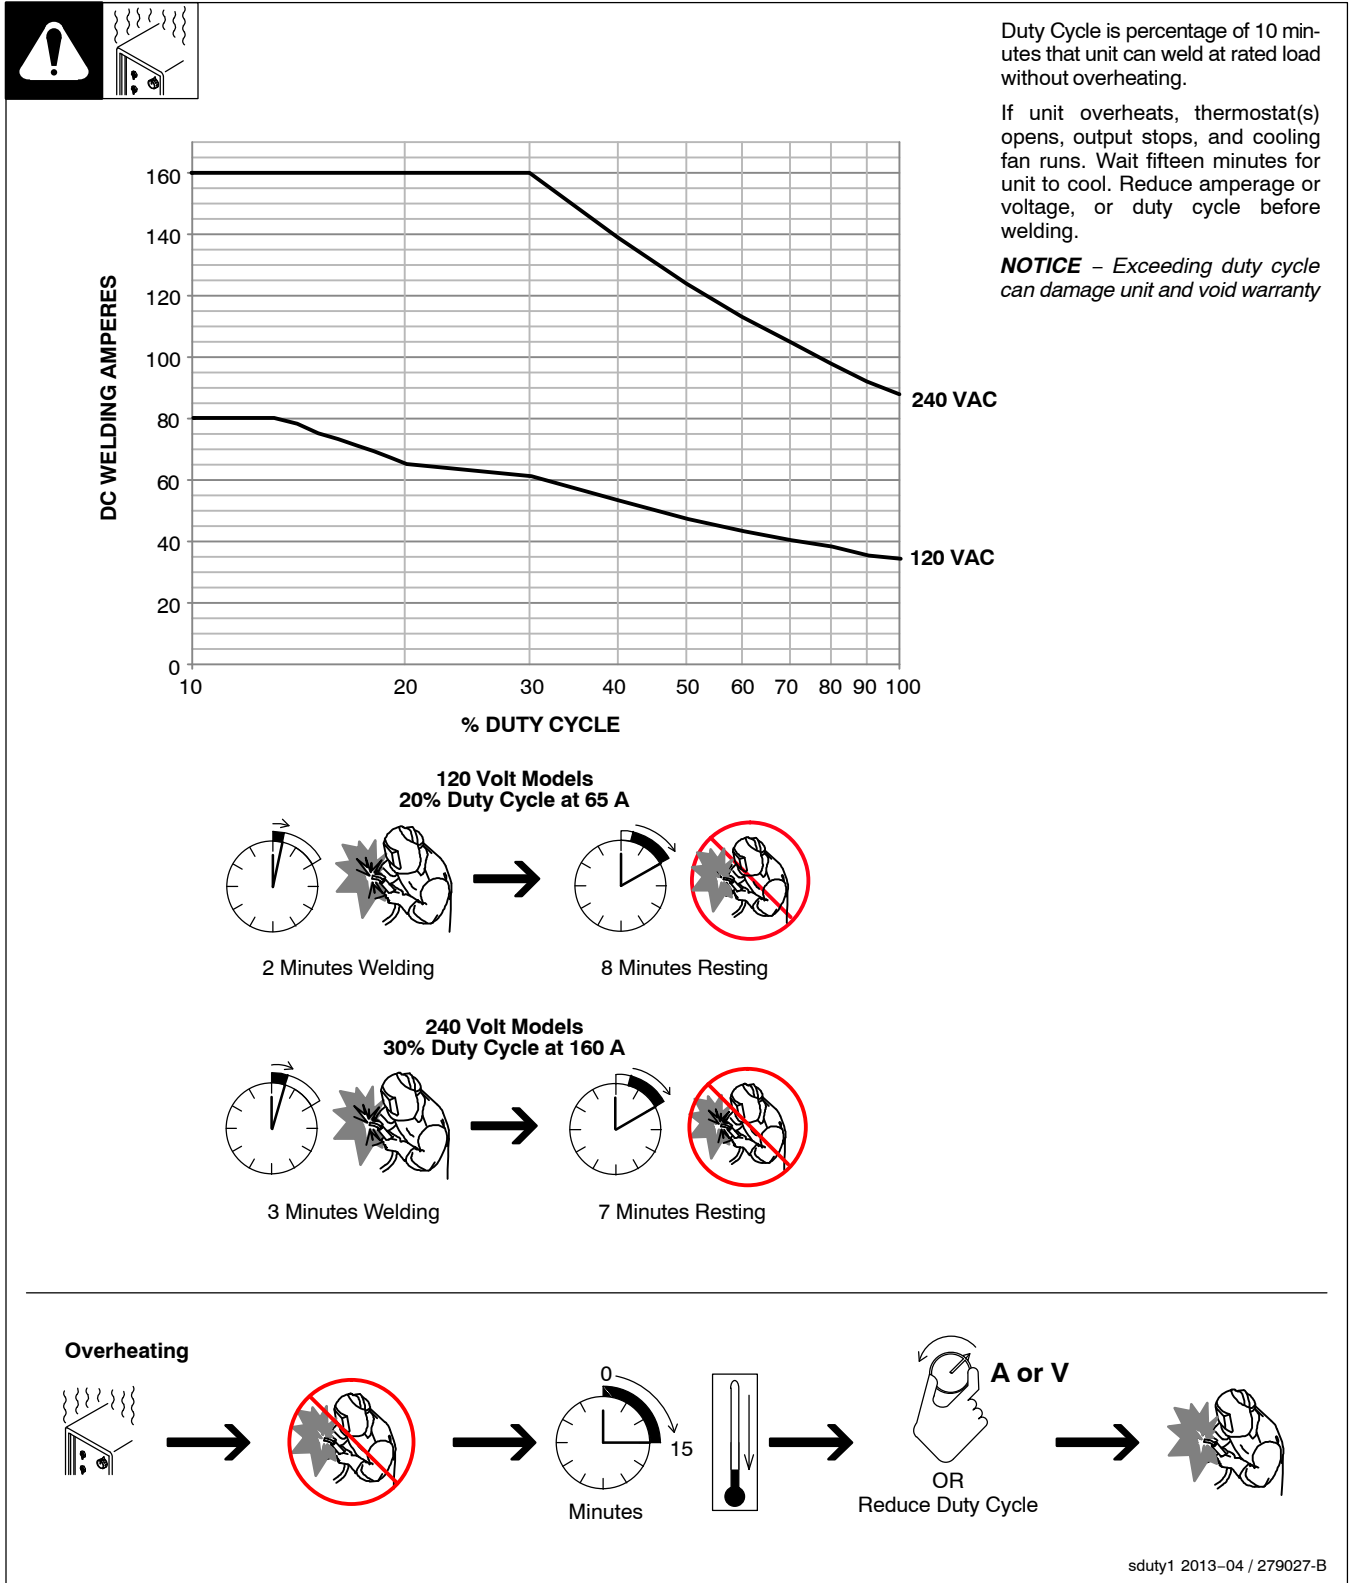 Duty Cycle is percentage of 10 min-
utes that unit can weld at rated load
without overheating.
If unit overheats, thermostat(s)
opens, output stops, and cooling
fan runs. Wait fifteen minutes for
unit to cool. Reduce amperage or
voltage, or duty cycle before
welding.
NOTICE – Exceeding duty cycle
can damage unit and void warranty
DC WELDING AMPERES
160
140
120
100
80
60
40
20
0
240 VAC
120 VAC
10 20 30 40 50 60 70 80 90 100
% DUTY CYCLE
120 Volt Models
20% Duty Cycle at 65 A
2 Minutes Welding
8 Minutes Resting
240 Volt Models
30% Duty Cycle at 160 A
3 Minutes Welding
7 Minutes Resting
Overheating
0
15
Minutes
A or V
OR
Reduce Duty Cycle
sduty1 2013−04 / 279027-B